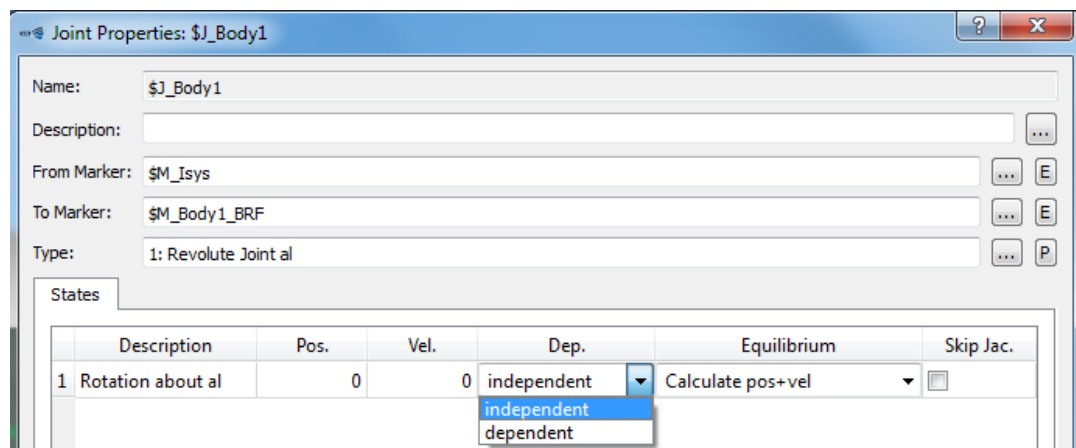 Joint Properties: $J_Body1
?
X
Name: $J_Body1
Description: ...
From Marker: $M_Isys ... E
To Marker: $M_Body1_BRF ... E
Type: 1: Revolute Joint al ... P
States
Description Pos. Vel. Dep. Equilibrium Skip Jac.
1 Rotation about al 0 0 independent Calculate pos+vel
independent
dependent